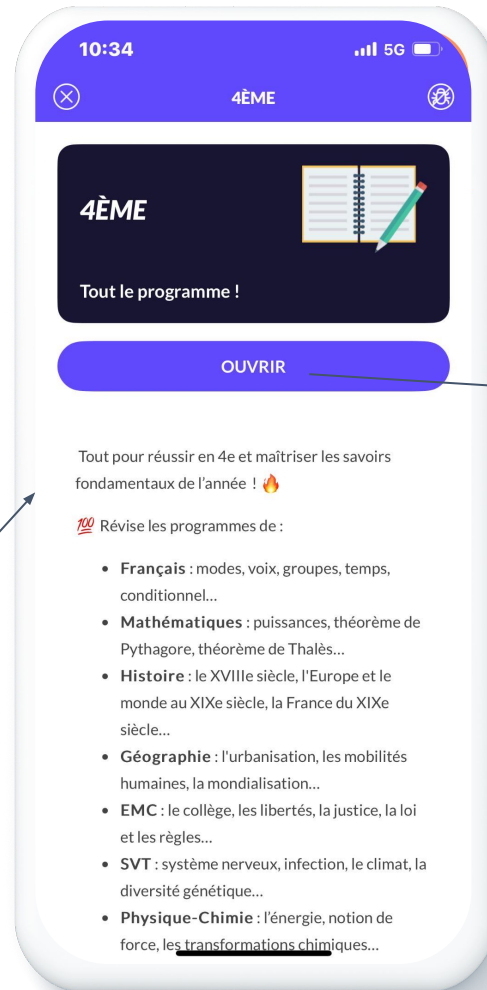 10:34 5G
4ÈME
4ÈME
Tout le programme !
OUVRIR
Tout pour réussir en 4e et maîtriser les savoirs
fondamentaux de l'année ! 🔥
💯 Révise les programmes de :
• Français : modes, voix, groupes, temps,
conditionnel...
• Mathématiques : puissances, théorème de
Pythagore, théorème de Thalès...
• Histoire : le XVIIIe siècle, l'Europe et le
monde au XIXe siècle, la France du XIXe
siècle...
• Géographie : l'urbanisation, les mobilités
humaines, la mondialisation...
• EMC : le collège, les libertés, la justice, la loi
et les règles...
• SVT : système nerveux, infection, le climat, la
diversité génétique...
• Physique-Chimie : l'énergie, notion de
force, les transformations chimiques...